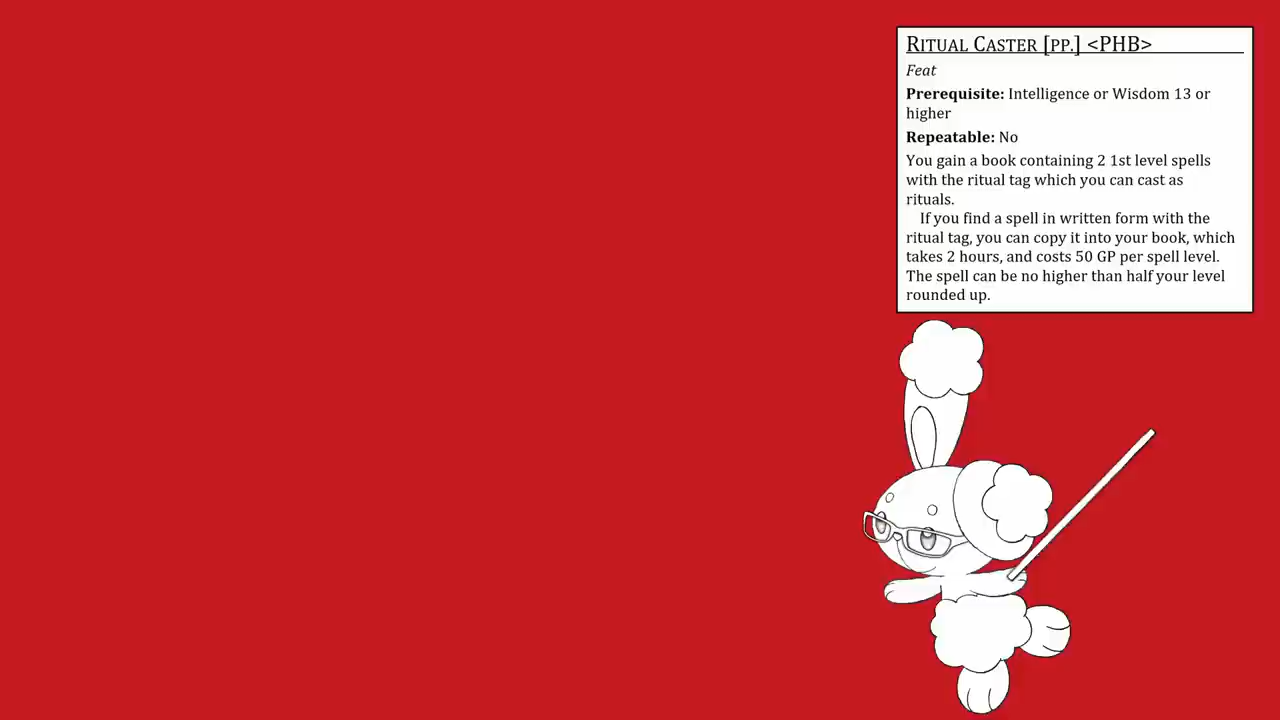 RITUAL CASTER [PP.] <PHB>
Feat
Prerequisite: Intelligence or Wisdom 13 or
higher
Repeatable: No
You gain a book containing 2 1st level spells
with the ritual tag which you can cast as
rituals.
If you find a spell in written form with the
ritual tag, you can copy it into your book, which
takes 2 hours, and costs 50 GP per spell level.
The spell can be no higher than half your level
rounded up.